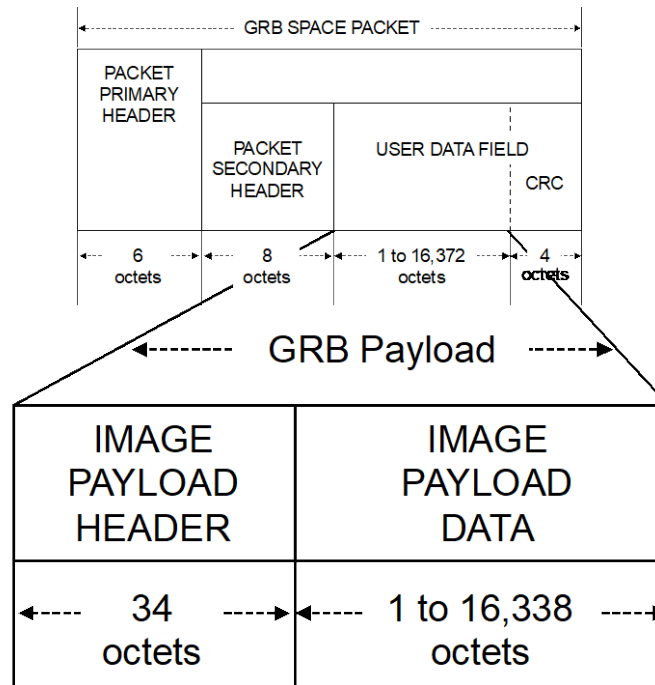 GRB SPACE PACKET
PACKET
PRIMARY
HEADER
PACKET
SECONDARY
HEADER
USER DATA FIELD
CRC
6
octets
8
octets
1 to 16,372
octets
4
octets
GRB Payload
IMAGE
PAYLOAD
HEADER
IMAGE
PAYLOAD
DATA
34
octets
1 to 16,338
octets